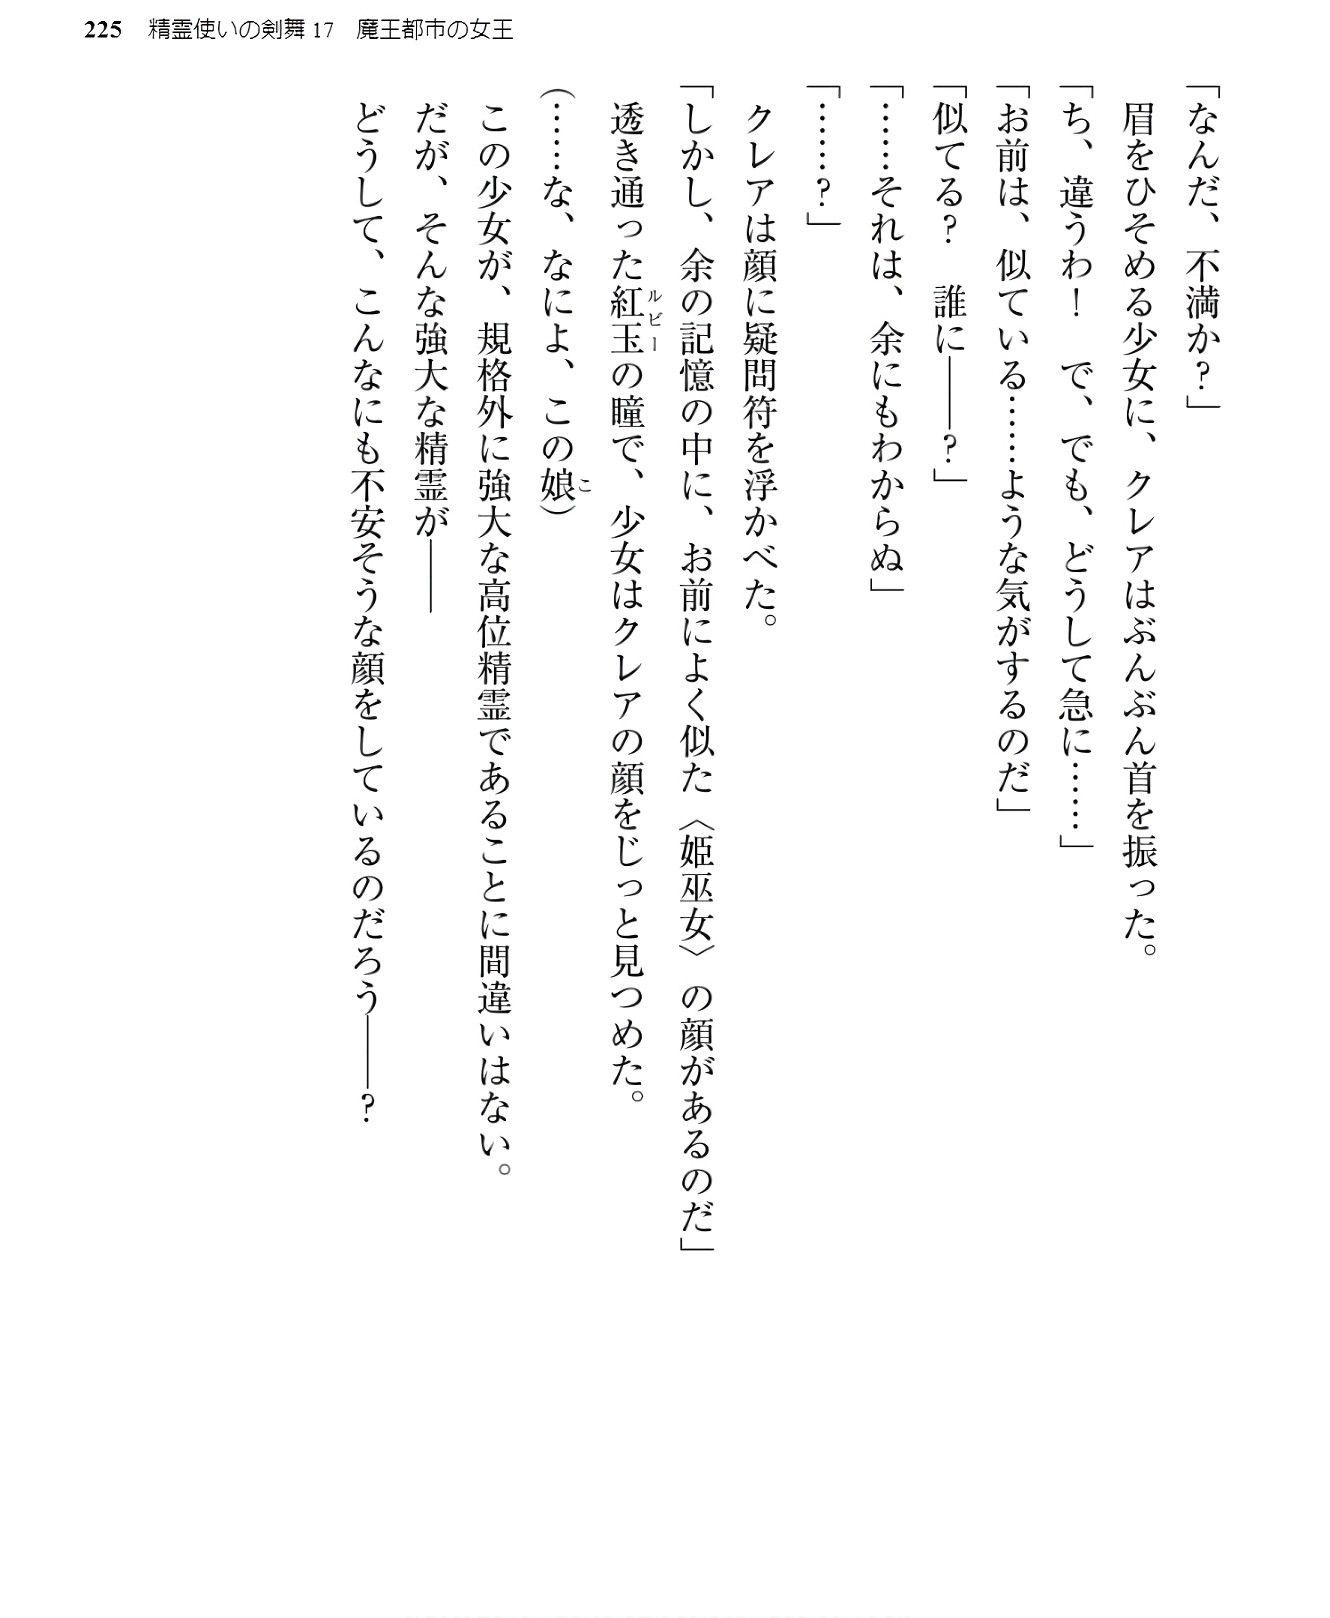 225　精霊使いの剣舞 17　魔王都市の女王
「なんだ、不満か？」
　眉をひそめる少女に、クレアはぶんぶん首を振った。
「ち、違うわ！　で、でも、どうして急に……」
「お前は、似ている……ような気がするのだ」
「似てる？　誰に――？」
「……それは、余にもわからぬ」
「……？」
　クレアは顔に疑問符を浮かべた。
「しかし、余の記憶の中に、お前によく似た〈姫巫女〉の顔があるのだ」
　透き通った紅玉ルビーの瞳で、少女はクレアの顔をじっと見つめた。
（……な、なによ、この娘こ）
　この少女が、規格外に強大な高位精霊であることに間違いはない。
　だが、そんな強大な精霊が――
　どうして、こんなにも不安そうな顔をしているのだろう――？